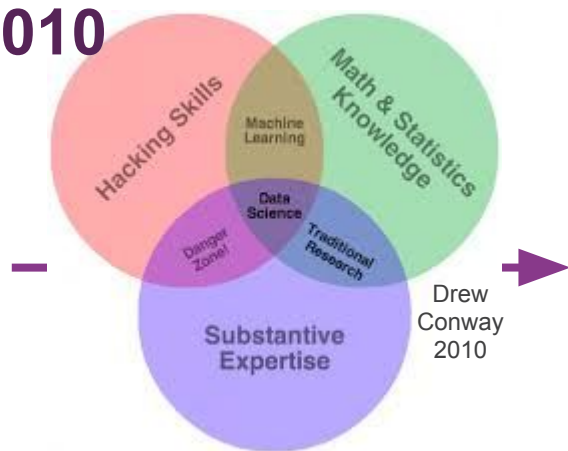 010
Hacking Skills
Math & Statistics
Knowledge
Machine
Learning
Data
Science
Danger
Zone!
Traditional
Research
Substantive
Expertise
Drew
Conway
2010